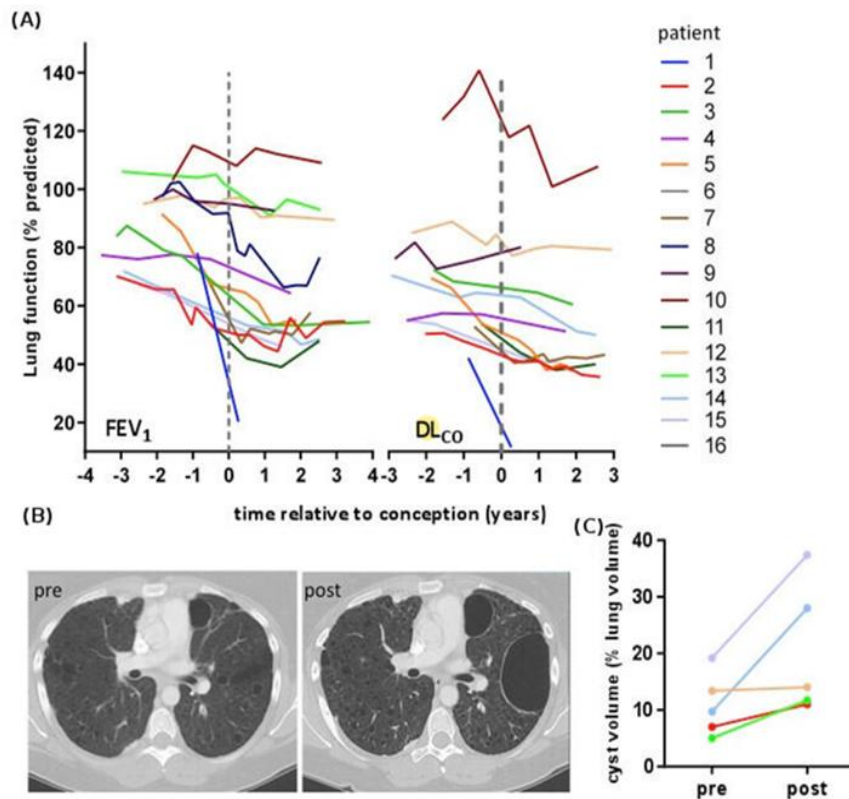 (A)
patient
1
2
3
4
5
6
7
8
9
10
11
12
13
14
15
16
Lung function (% predicted)
140
120
100
80
60
40
20
FEV1
DLCO
-4 -3 -2 -1 0 1 2 3 4
-3 -2 -1 0 1 2 3
time relative to conception (years)
(B)
pre
post
(C)
cyst volume (% lung volume)
40
30
20
10
0
pre post